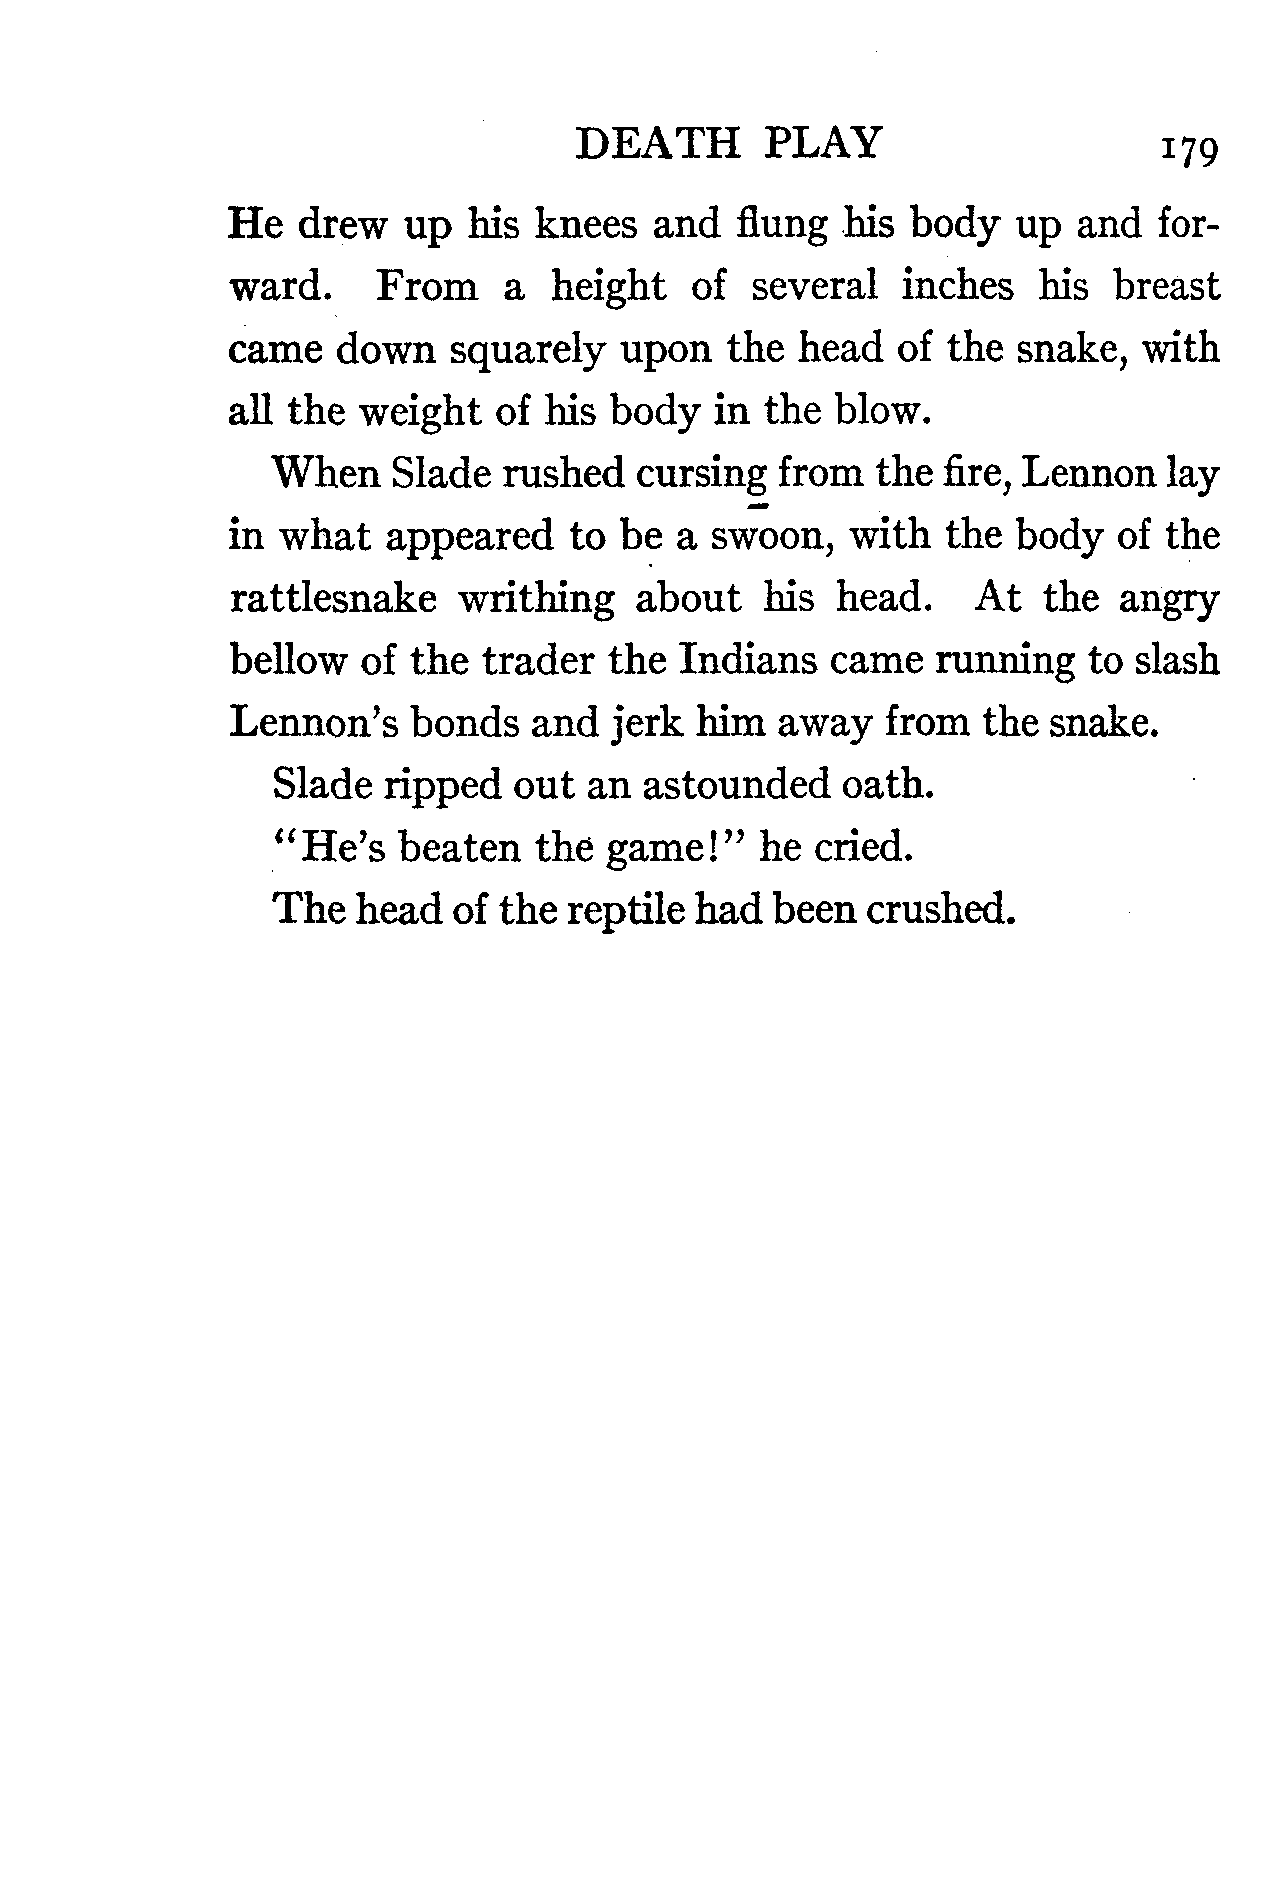 DEATH PLAY 179
He drew up his knees and flung his body up and for-
ward. From a height of several inches his breast
came down squarely upon the head of the snake, with
all the weight of his body in the blow.
When Slade rushed cursing from the fire, Lennon lay
in what appeared to be a swoon, with the body of the
rattlesnake writhing about his head. At the angry
bellow of the trader the Indians came running to slash
Lennon's bonds and jerk him away from the snake.
Slade ripped out an astounded oath.
"He's beaten the game!" he cried.
The head of the reptile had been crushed.